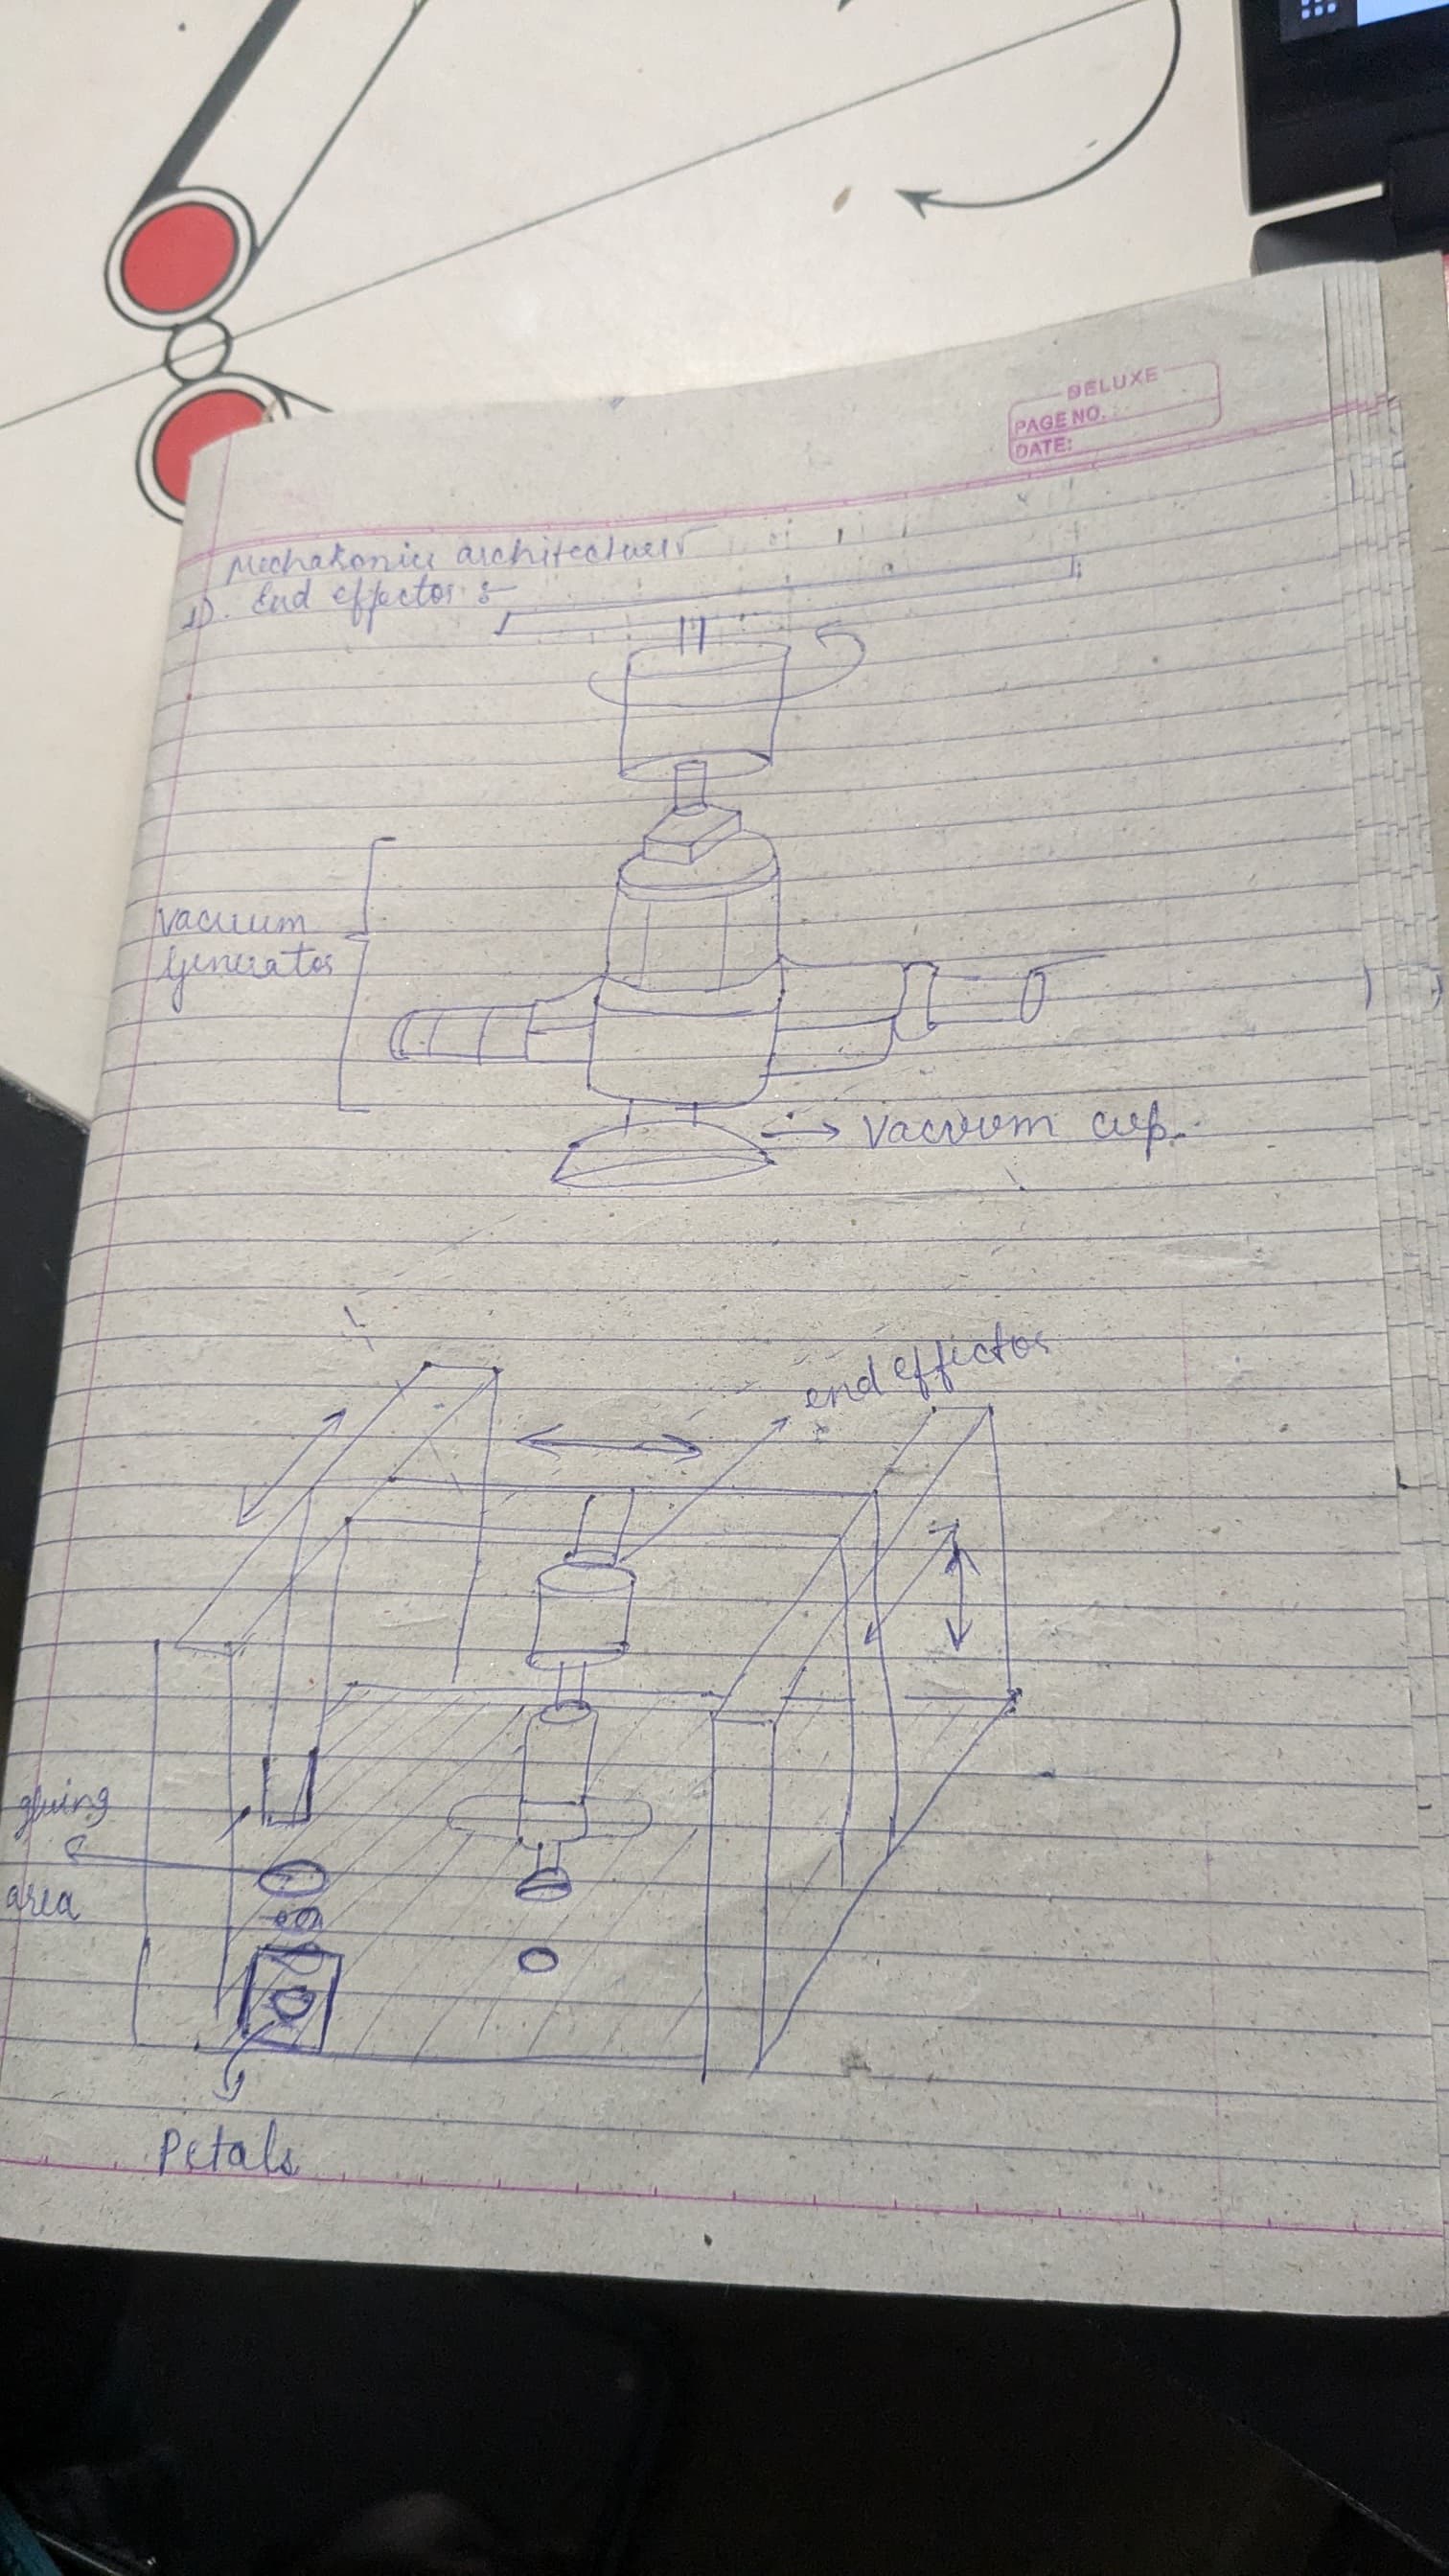 DELUXE
PAGE NO.
DATE:
Mechatronics architecture
1). End effector :-
Vacuum
Generator
Vacuum cup.
end effector
gluing
area
Petals